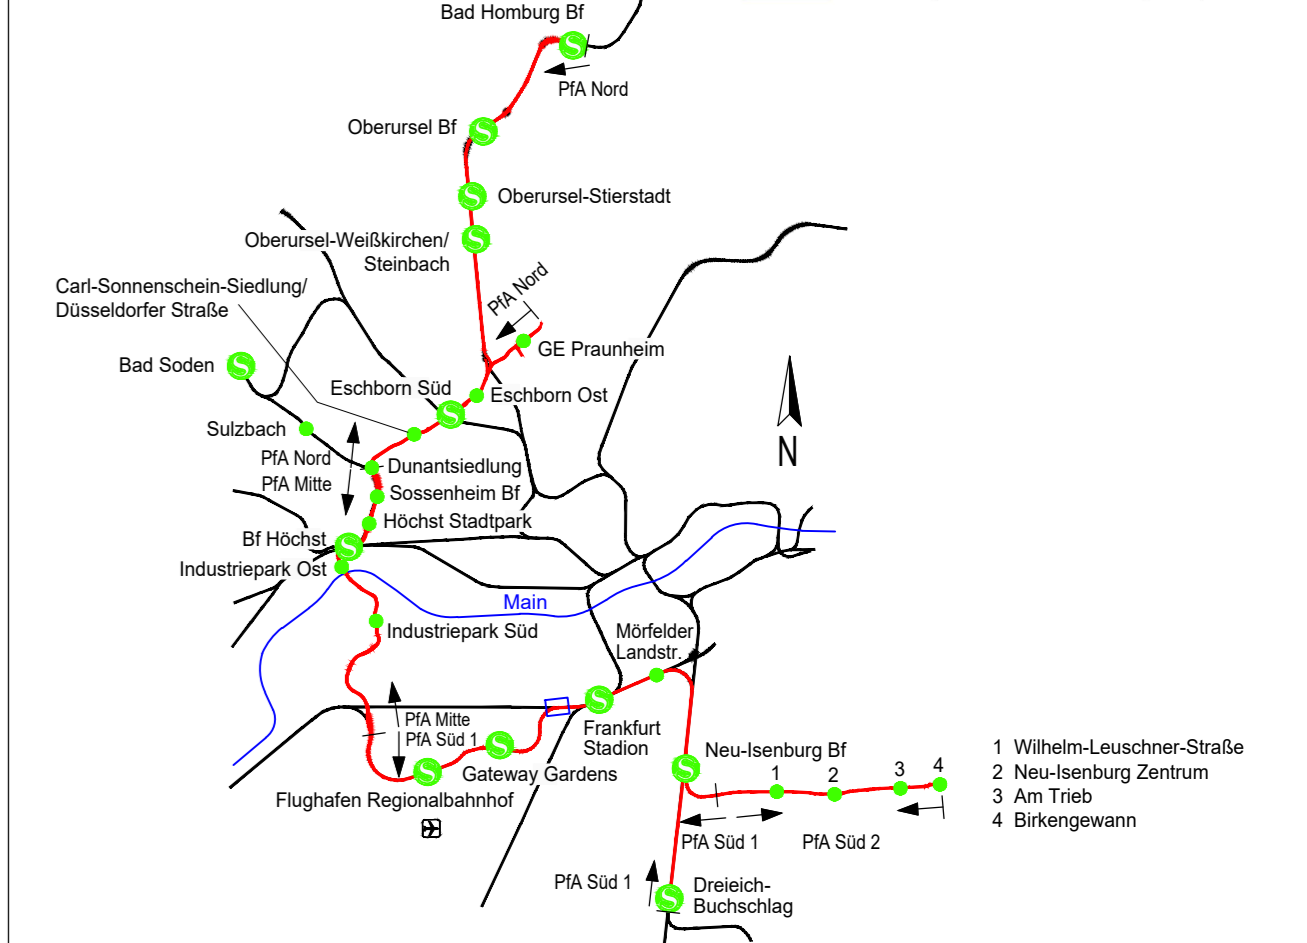 Bad Homburg Bf
PfA Nord
Oberursel Bf
Oberursel-Stierstadt
Oberursel-Weißkirchen/
Steinbach
PfA Nord
Carl-Sonnenschein-Siedlung/
Düsseldorfer Straße
GE Praunheim
Bad Soden
Eschborn Süd
Eschborn Ost
Sulzbach
PfA Nord
PfA Mitte
Dunantsiedlung
Sossenheim Bf
Höchst Stadtpark
Bf Höchst
Industriepark Ost
N
Main
Industriepark Süd
Mörfelder
Landstr.
PfA Mitte
PfA Süd 1
Frankfurt
Stadion
Gateway Gardens
Flughafen Regionalbahnhof
Neu-Isenburg Bf
1 2 3 4
1 Wilhelm-Leuschner-Straße
2 Neu-Isenburg Zentrum
3 Am Trieb
4 Birkengewann
PfA Süd 1
PfA Süd 2
PfA Süd 1
Dreieich-
Buchschlag